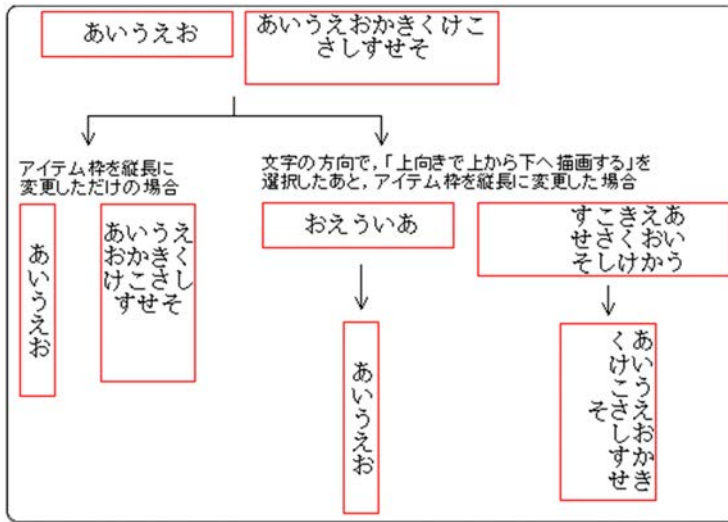 あいうえお
あいうえおかきくけこ
さしすせそ
アイテム枠を縦長に
変更しただけの場合
あいうえお
あいうえ
おかきく
けこさし
すせそ
文字の方向で，「上向きで上から下へ描画する」を
選択したあと，アイテム枠を縦長に変更した場合
おえういあ
あいう
えおか
きくけ
こさし
すせそ
あいうえお
あいうえおかき
くけこさしすせ
そ